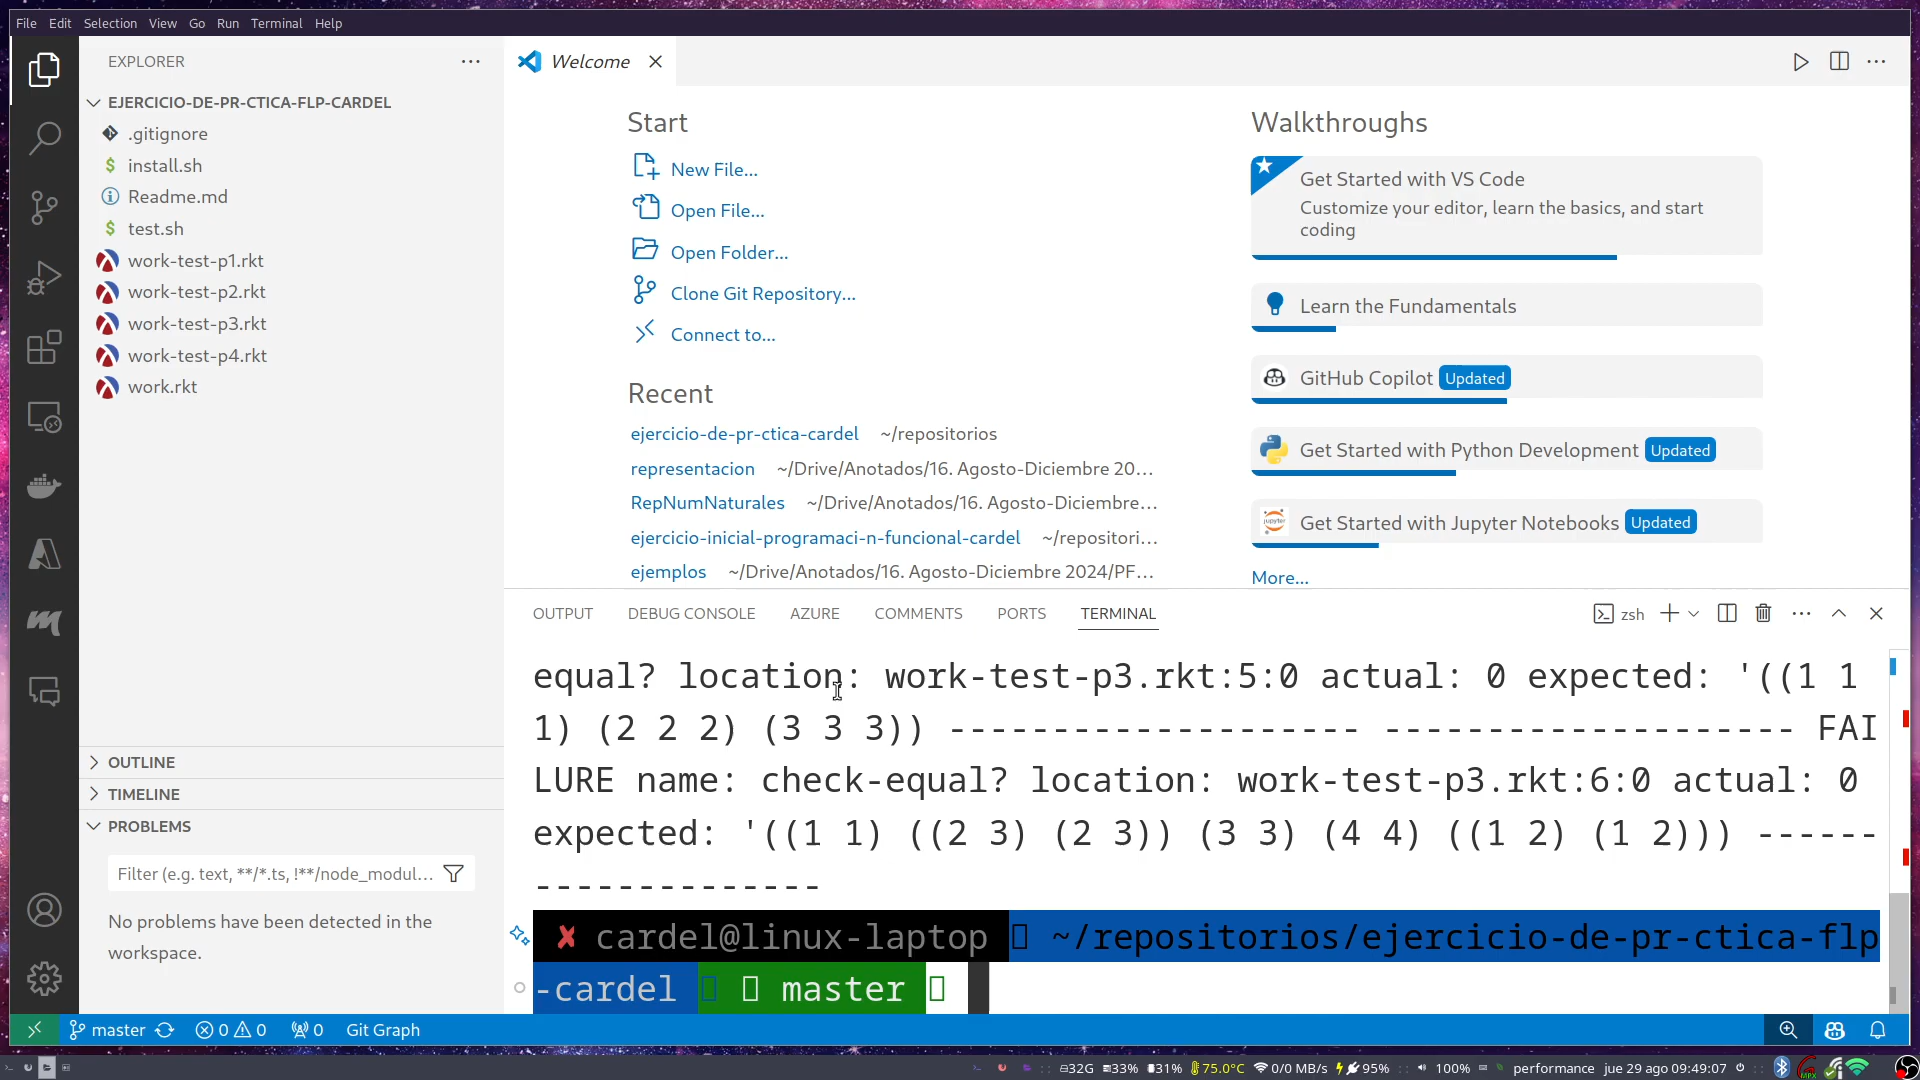 File Edit Selection View Go Run Terminal Help
EXPLORER
EJERCICIO-DE-PR-CTICA-FLP-CARDEL
.gitignore
install.sh
Readme.md
test.sh
work-test-p1.rkt
work-test-p2.rkt
work-test-p3.rkt
work-test-p4.rkt
work.rkt
OUTLINE
TIMELINE
PROBLEMS
Filter (e.g. text, **/*.ts, !**/node_modul...
No problems have been detected in the
workspace.
Welcome
Start
New File...
Open File...
Open Folder...
Clone Git Repository...
Connect to...
Recent
ejercicio-de-pr-ctica-cardel ~/repositorios
representacion ~/Drive/Anotados/16. Agosto-Diciembre 20...
RepNumNaturales ~/Drive/Anotados/16. Agosto-Diciembre...
ejercicio-inicial-programaci-n-funcional-cardel ~/repositori...
ejemplos ~/Drive/Anotados/16. Agosto-Diciembre 2024/PF...
Walkthroughs
Get Started with VS Code
Customize your editor, learn the basics, and start
coding
Learn the Fundamentals
GitHub Copilot Updated
Get Started with Python Development Updated
Get Started with Jupyter Notebooks Updated
More...
OUTPUT DEBUG CONSOLE AZURE COMMENTS PORTS TERMINAL
zsh
equal? location: work-test-p3.rkt:5:0 actual: 0 expected: '((1 1
1) (2 2 2) (3 3 3)) -------------------- -------------------- FAI
LURE name: check-equal? location: work-test-p3.rkt:6:0 actual: 0
expected: '((1 1) ((2 3) (2 3)) (3 3) (4 4) ((1 2) (1 2))) ------
--------------
✘ cardel@linux-laptop ~/repositorios/ejercicio-de-pr-ctica-flp
-cardel master
master 0 0 0 Git Graph
32G 33% 31% 75.0°C 0/0 MB/s 95% 100% performance jue 29 ago 09:49:07